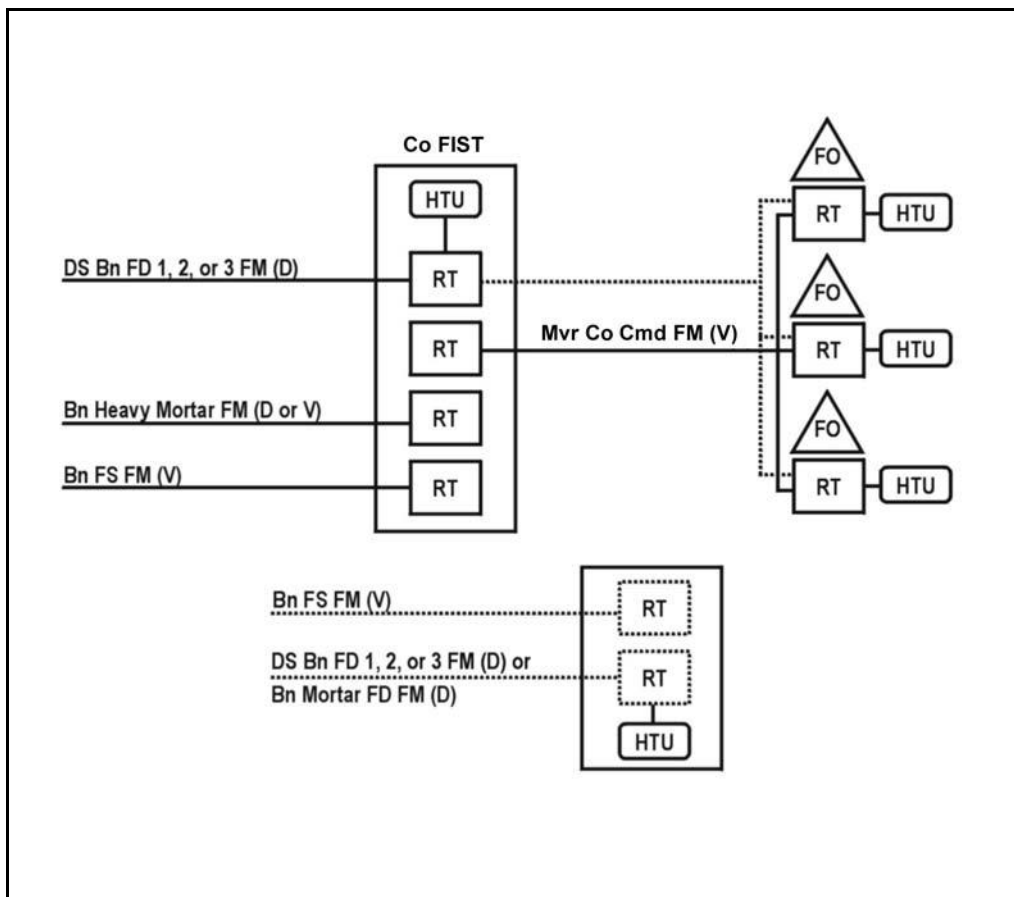 Co FIST
HTU
RT
DS Bn FD 1, 2, or 3 FM (D)
RT
Mvr Co Cmd FM (V)
RT
Bn Heavy Mortar FM (D or V)
RT
Bn FS FM (V)
FO
RT
HTU
FO
RT
HTU
FO
RT
HTU
Bn FS FM (V)
RT
DS Bn FD 1, 2, or 3 FM (D) or
Bn Mortar FD FM (D)
RT
HTU